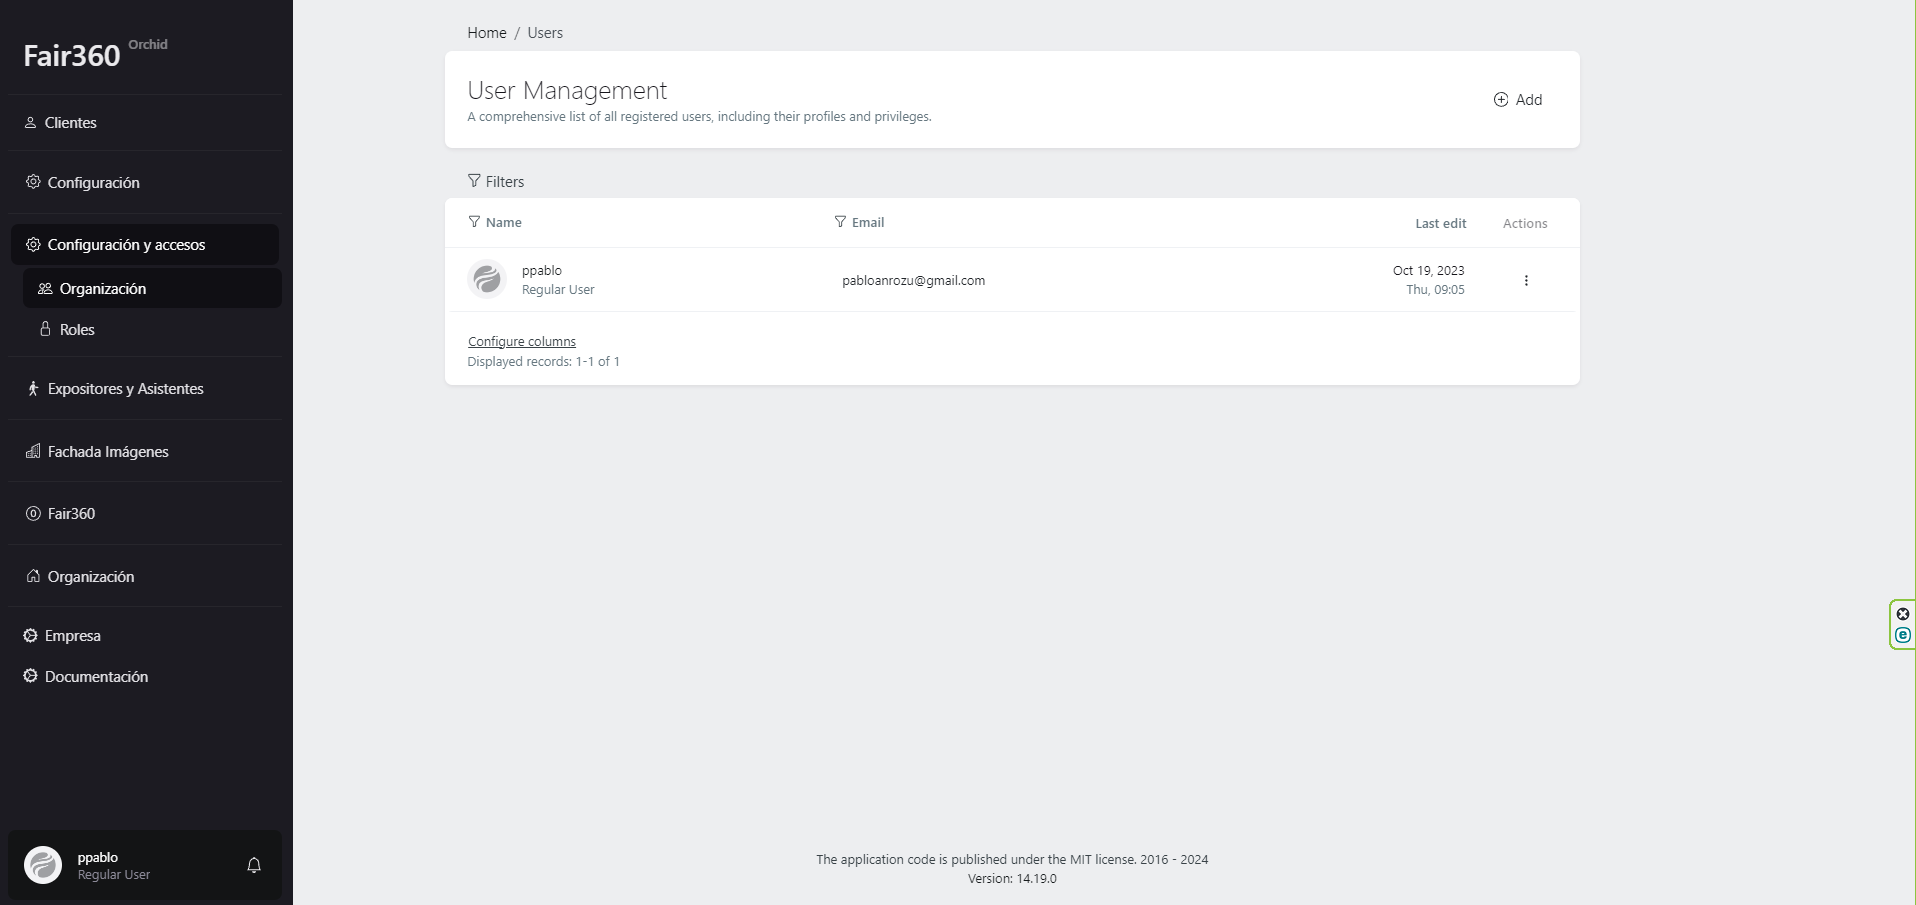 Fair360 Orchid
Clientes
Configuración
Configuración y accesos
Organización
Roles
Expositores y Asistentes
Fachada Imágenes
Fair360
Organización
Empresa
Documentación
ppablo
Regular User
Home / Users
User Management
A comprehensive list of all registered users, including their profiles and privileges.
Add
Filters
Name Email Last edit Actions
ppablo
Regular User
pabloanrozu@gmail.com
Oct 19, 2023
Thu, 09:05
Configure columns
Displayed records: 1-1 of 1
The application code is published under the MIT license. 2016 - 2024
Version: 14.19.0